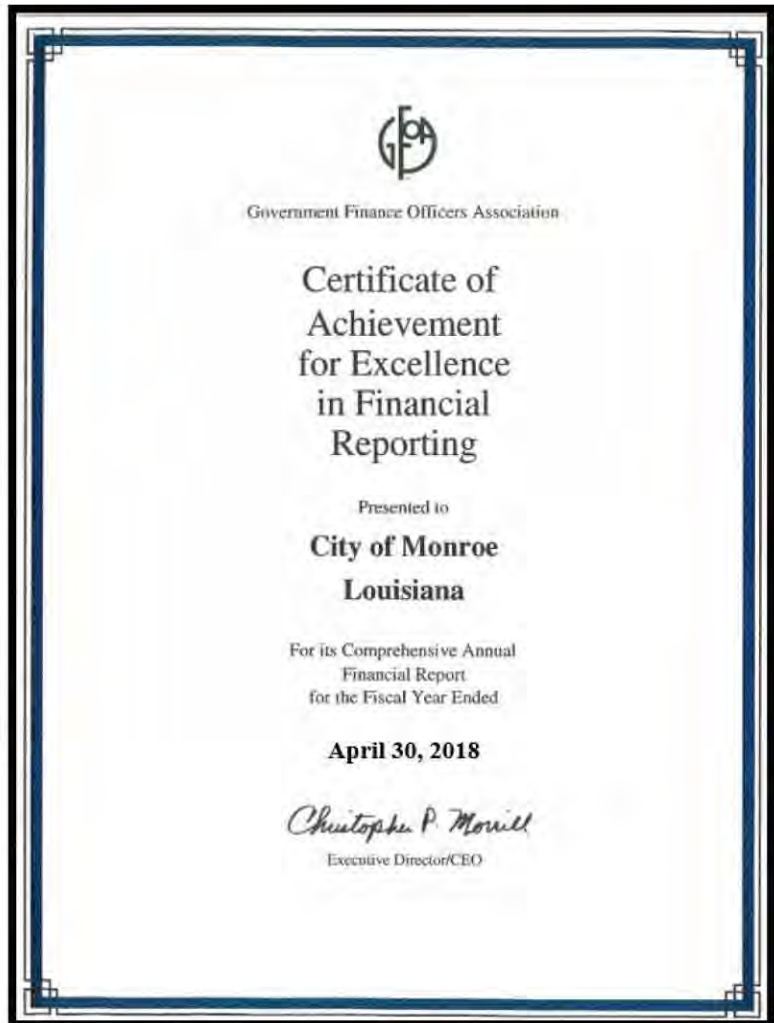 GFOA
Government Finance Officers Association
Certificate of
Achievement
for Excellence
in Financial
Reporting
Presented to
City of Monroe
Louisiana
For its Comprehensive Annual
Financial Report
for the Fiscal Year Ended
April 30, 2018
Christopher P. Morrill
Executive Director/CEO